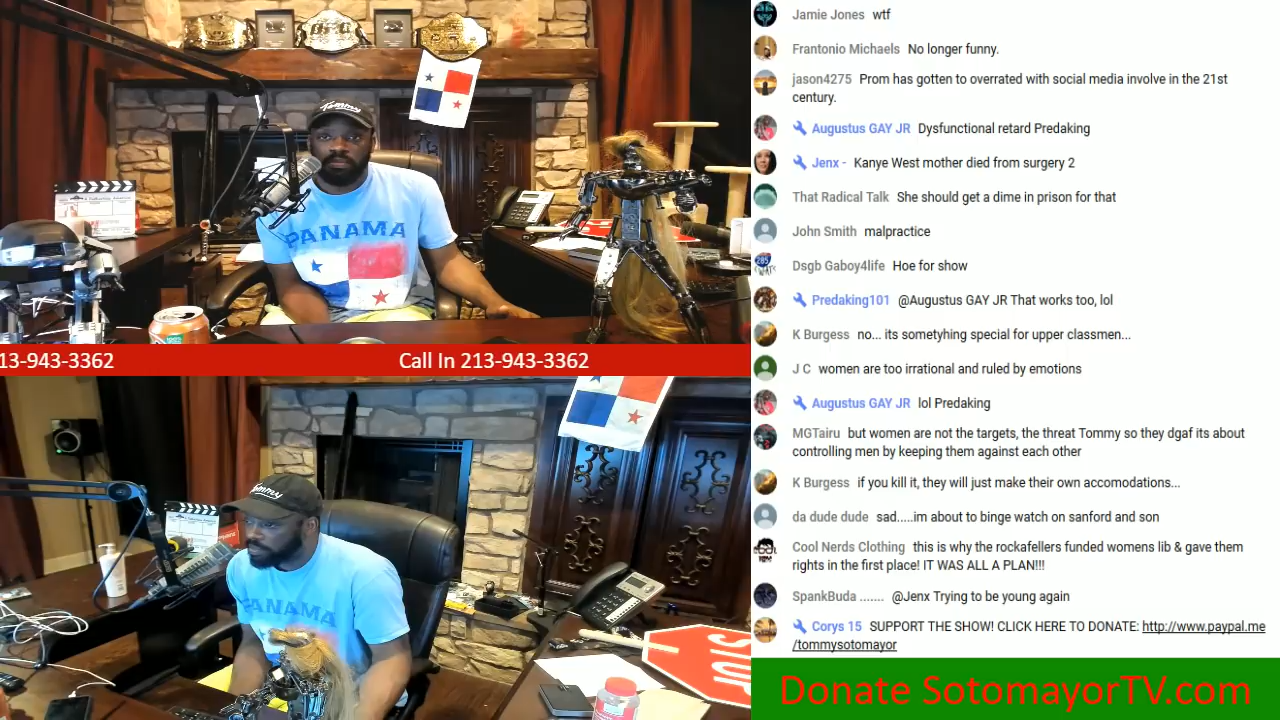 Tommy
PANAMA
13-943-3362
Call In 213-943-3362
Tommy
PANAMA
Jamie Jones wtf
Frantonio Michaels No longer funny.
jason4275 Prom has gotten to overrated with social media involve in the 21st
century.
Augustus GAY JR Dysfunctional retard Predaking
Jenx - Kanye West mother died from surgery 2
That Radical Talk She should get a dime in prison for that
John Smith malpractice
Dsgb Gaboy4life Hoe for show
Predaking101 @Augustus GAY JR That works too, lol
K Burgess no... its sometyhing special for upper classmen...
J C women are too irrational and ruled by emotions
Augustus GAY JR lol Predaking
MGTairu but women are not the targets, the threat Tommy so they dgaf its about
controlling men by keeping them against each other
K Burgess if you kill it, they will just make their own accomodations...
da dude dude sad.....im about to binge watch on sanford and son
Cool Nerds Clothing this is why the rockafellers funded womens lib & gave them
rights in the first place! IT WAS ALL A PLAN!!!
SpankBuda ....... @Jenx Trying to be young again
Corys 15 SUPPORT THE SHOW! CLICK HERE TO DONATE: http://www.paypal.me
/tommysotomayor
Donate SotomayorTV.com